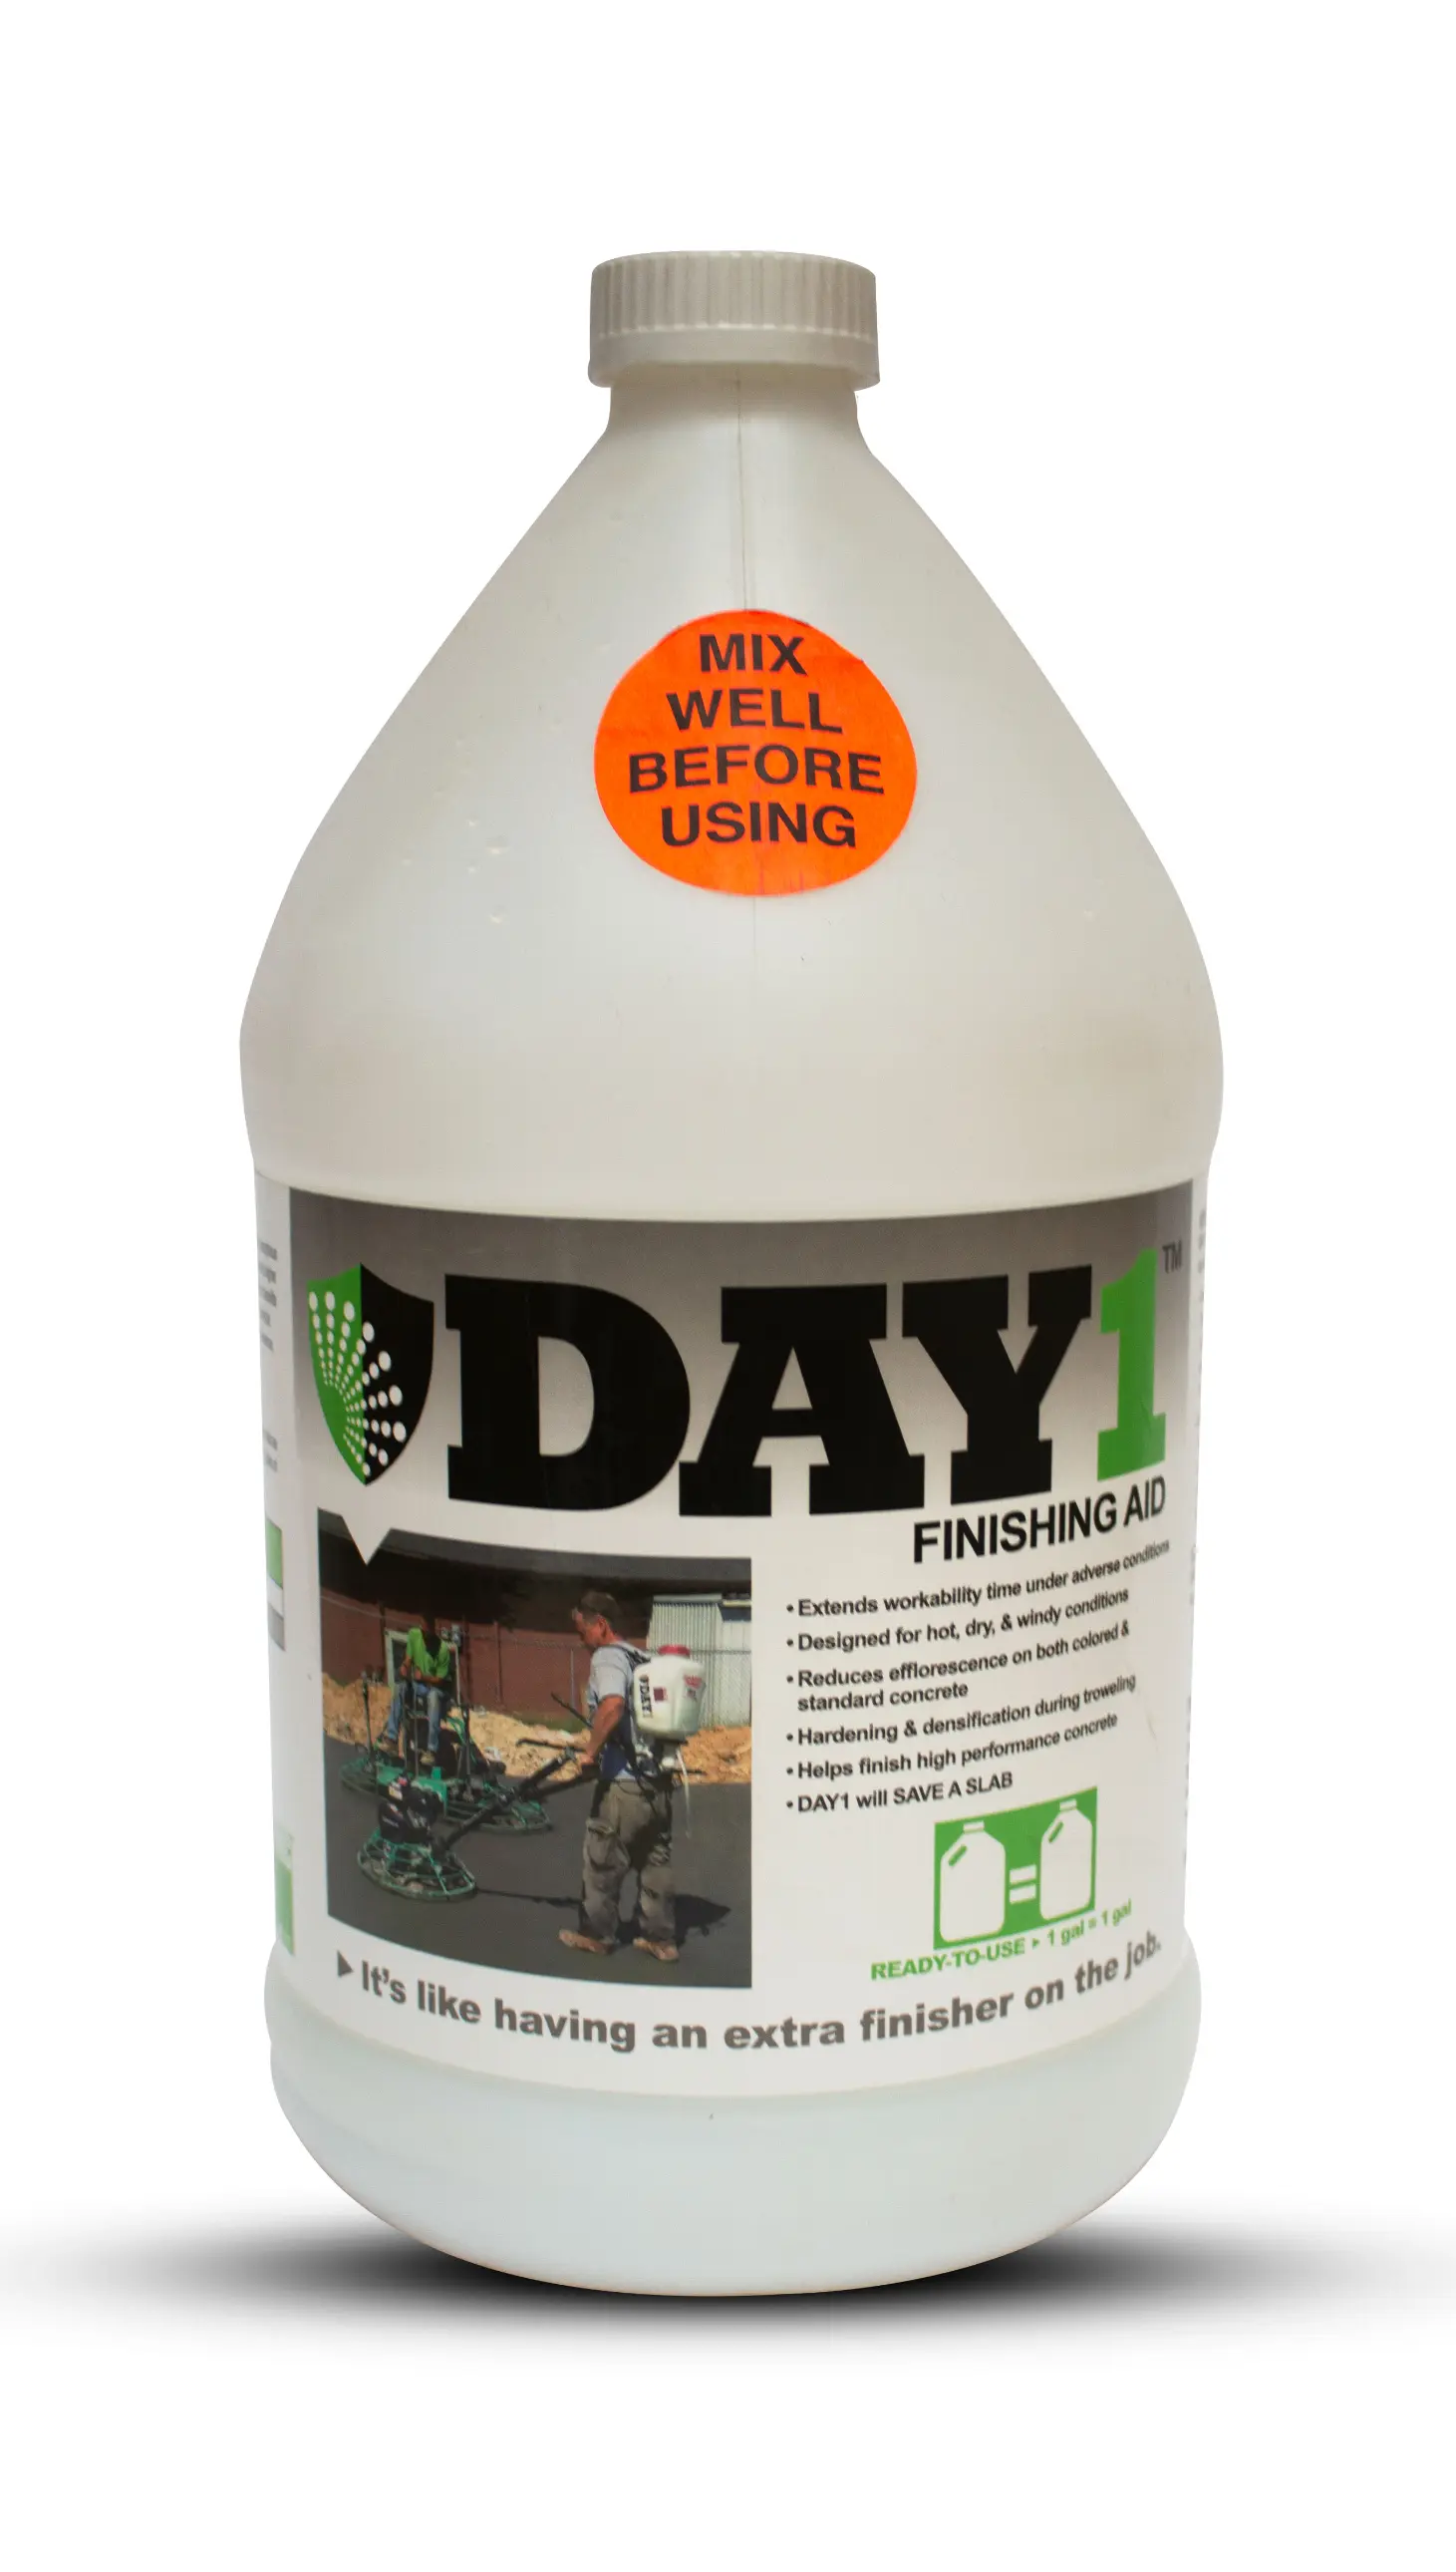 MIX
WELL
BEFORE
USING
DAY1™
FINISHING AID
• Extends workability time under adverse conditions
• Designed for hot, dry, & windy conditions
• Reduces efflorescence on both colored &
standard concrete
• Hardening & densification during troweling
• Helps finish high performance concrete
• DAY1 will SAVE A SLAB
READY-TO-USE ▸ 1 gal = 1 gal
▶ It's like having an extra finisher on the job.
DAY1